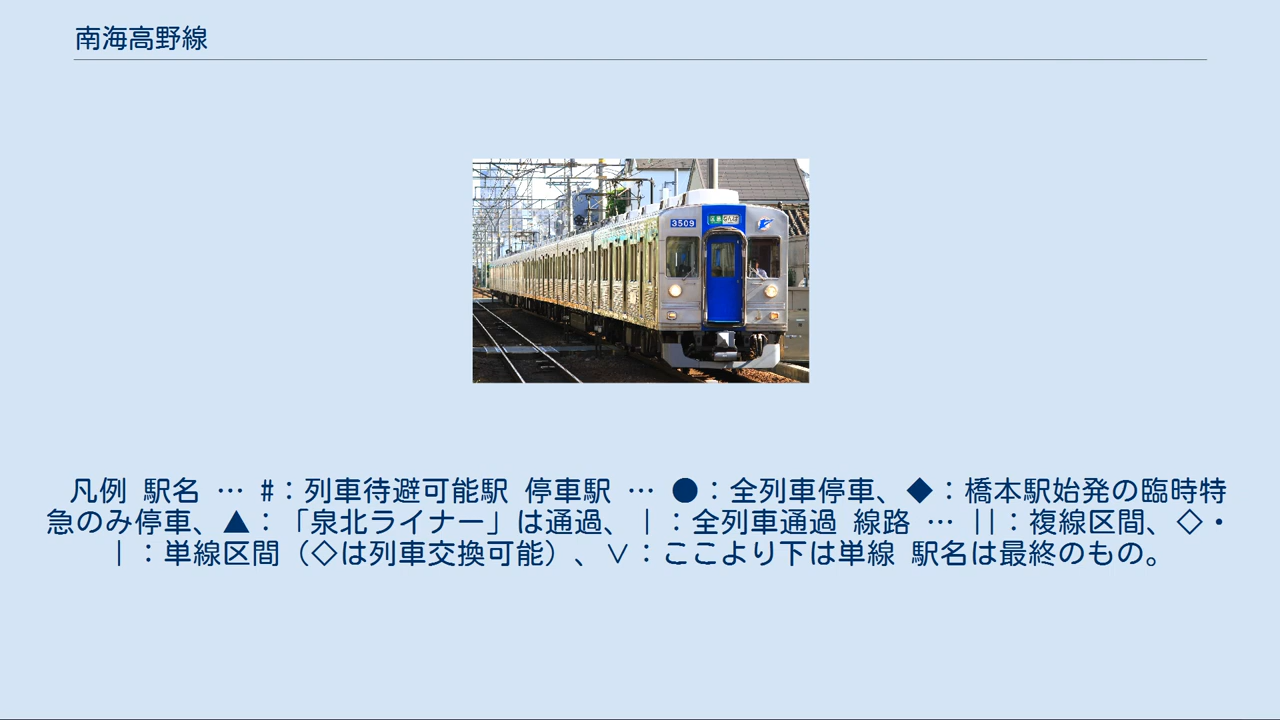 南海高野線
3509
凡例 駅名 … #：列車待避可能駅 停車駅 … ●：全列車停車、◆：橋本駅始発の臨時特
急のみ停車、▲：「泉北ライナー」は通過、｜：全列車通過 線路 … ||：複線区間、◇・
｜：単線区間（◇は列車交換可能）、∨：ここより下は単線 駅名は最終のもの。